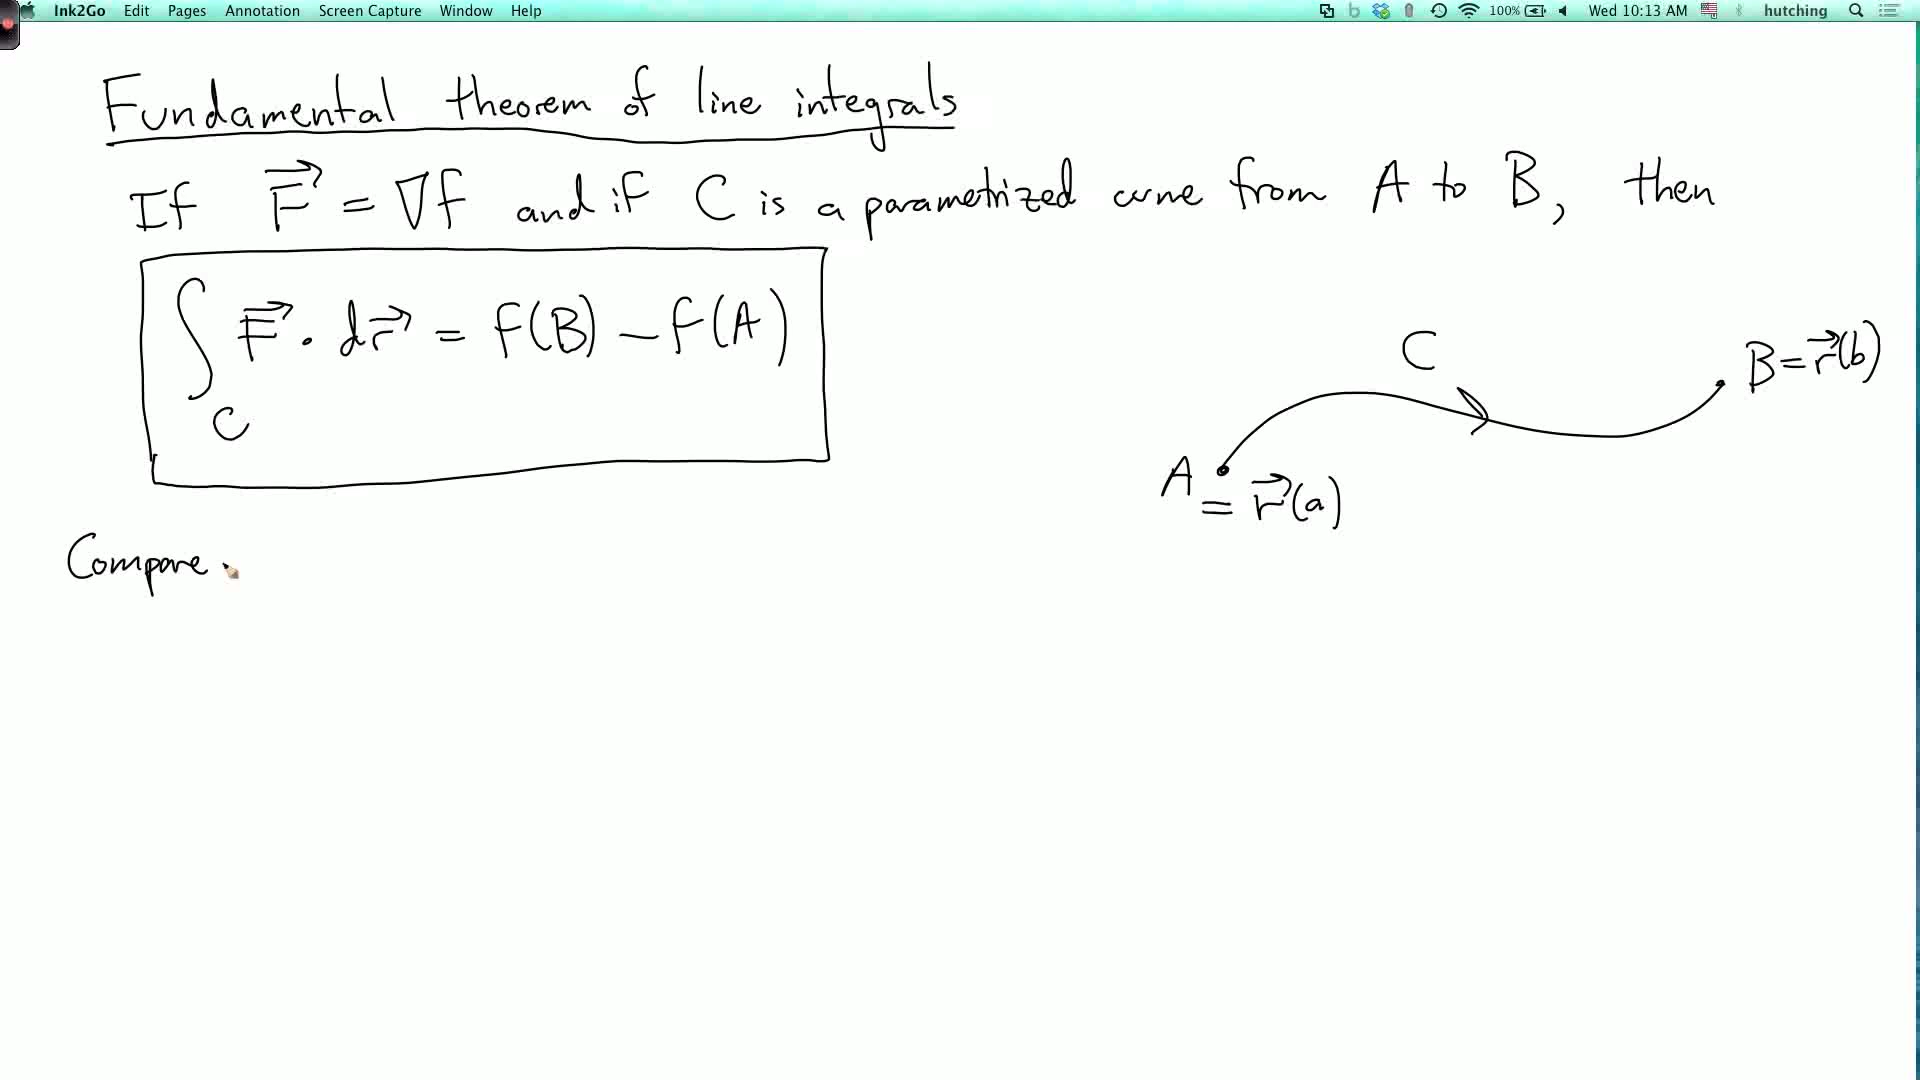 Ink2Go Edit Pages Annotation Screen Capture Window Help 100% Wed 10:13 AM hutching
Fundamental theorem of line integrals
If F⃗ = ∇f and if C is a parametrized curve from A to B, then
∫_C F⃗ · dr⃗ = f(B) − f(A)
C
B = r⃗(b)
A = r⃗(a)
Compare